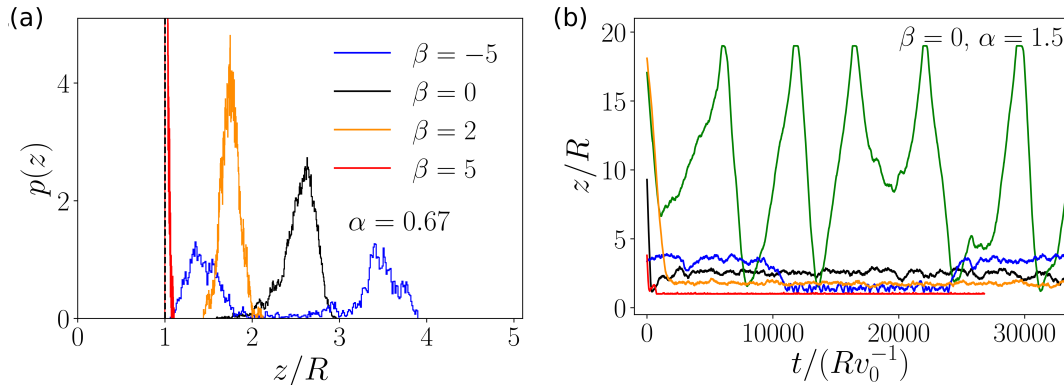 (a)
p(z)
4
2
0
0
1
2
3
4
5
z/R
β = −5
β = 0
β = 2
β = 5
α = 0.67
(b)
z/R
20
15
10
5
0
0
10000
20000
30000
t/(Rv₀⁻¹)
β = 0, α = 1.5